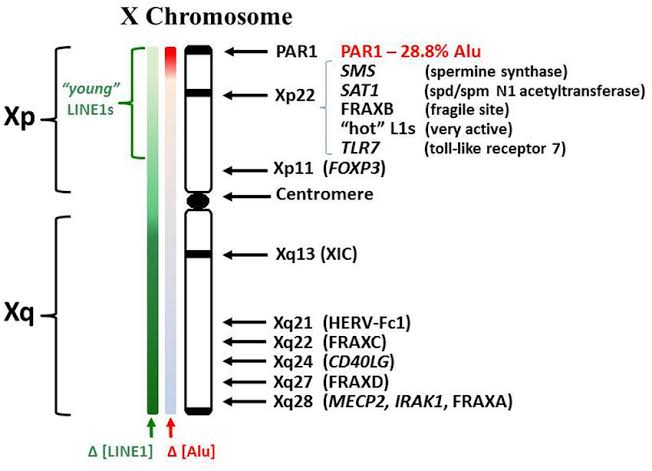 X Chromosome
PAR1
PAR1 – 28.8% Alu
"young"
LINE1s
Xp
Xp22
SMS (spermine synthase)
SAT1 (spd/spm N1 acetyltransferase)
FRAXB (fragile site)
"hot" L1s (very active)
TLR7 (toll-like receptor 7)
Xp11 (FOXP3)
Centromere
Xq
Xq13 (XIC)
Xq21 (HERV-Fc1)
Xq22 (FRAXC)
Xq24 (CD40LG)
Xq27 (FRAXD)
Xq28 (MECP2, IRAK1, FRAXA)
Δ [LINE1] Δ [Alu]